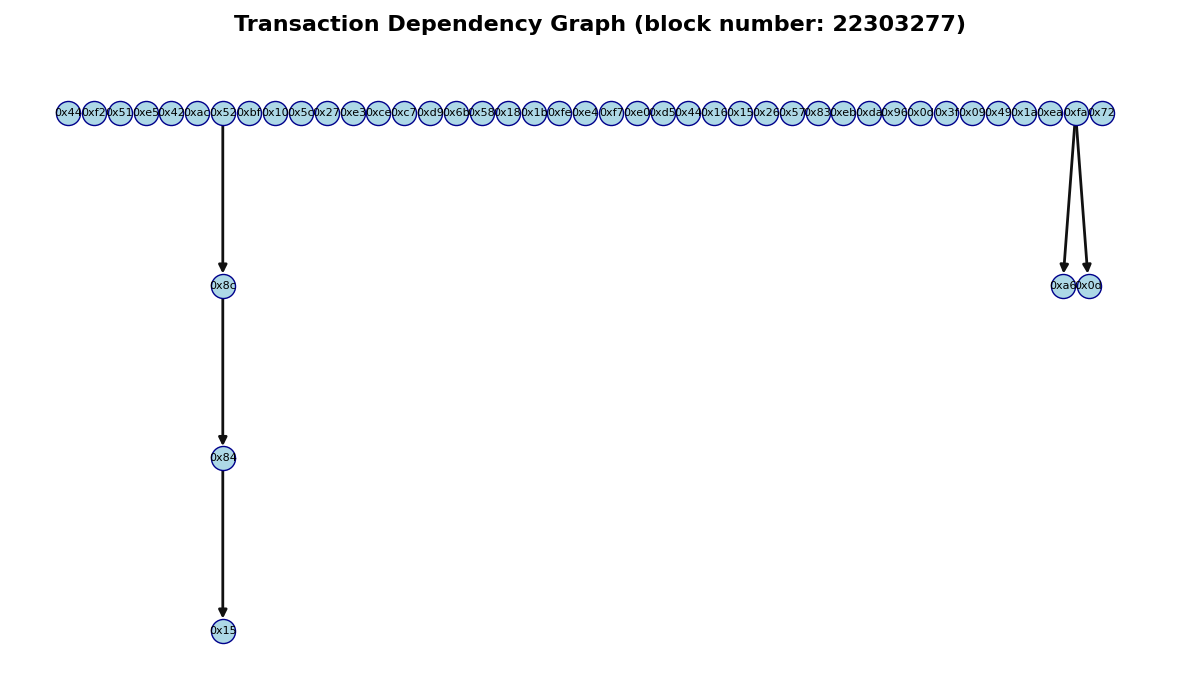 Transaction Dependency Graph (block number: 22303277)
0x44 0xf2 0x51 0xe5 0x42 0xac 0x52 0xbf 0x10 0x5c 0x27 0xe3 0xce 0xc7 0xd9 0x6b 0x58 0x18 0x1b 0xfe 0xe4 0xf7 0xe0 0xd5 0x44 0x16 0x15 0x26 0x57 0x83 0xeb 0xda 0x96 0x0d 0x3f 0x09 0x49 0x1a 0xea 0xfa 0x72
0x8c 0xa6 0x0d
0x84
0x15